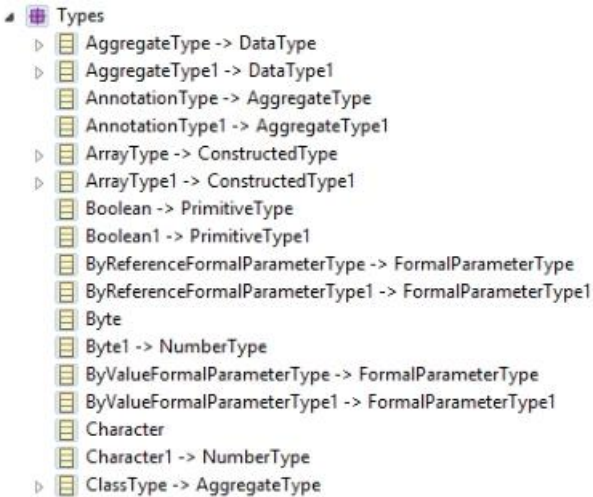 Types
AggregateType -> DataType
AggregateType1 -> DataType1
AnnotationType -> AggregateType
AnnotationType1 -> AggregateType1
ArrayType -> ConstructedType
ArrayType1 -> ConstructedType1
Boolean -> PrimitiveType
Boolean1 -> PrimitiveType1
ByReferenceFormalParameterType -> FormalParameterType
ByReferenceFormalParameterType1 -> FormalParameterType1
Byte
Byte1 -> NumberType
ByValueFormalParameterType -> FormalParameterType
ByValueFormalParameterType1 -> FormalParameterType1
Character
Character1 -> NumberType
ClassType -> AggregateType